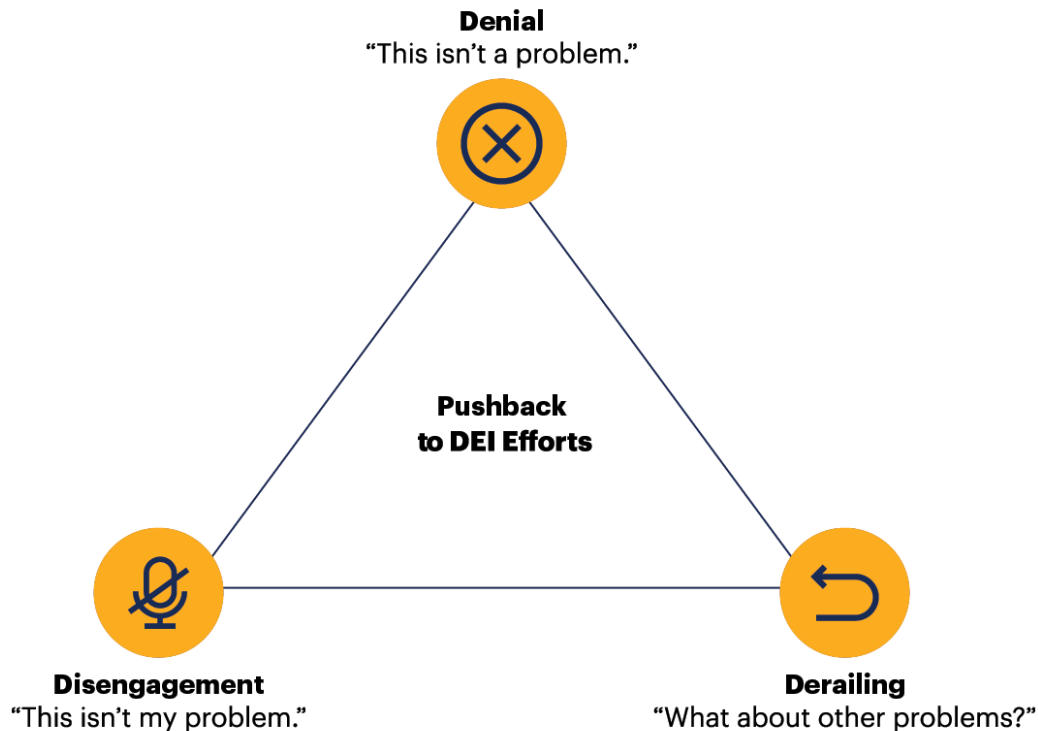 Denial
“This isn’t a problem.”
Pushback
to DEI Efforts
Disengagement
“This isn’t my problem.”
Derailing
“What about other problems?”